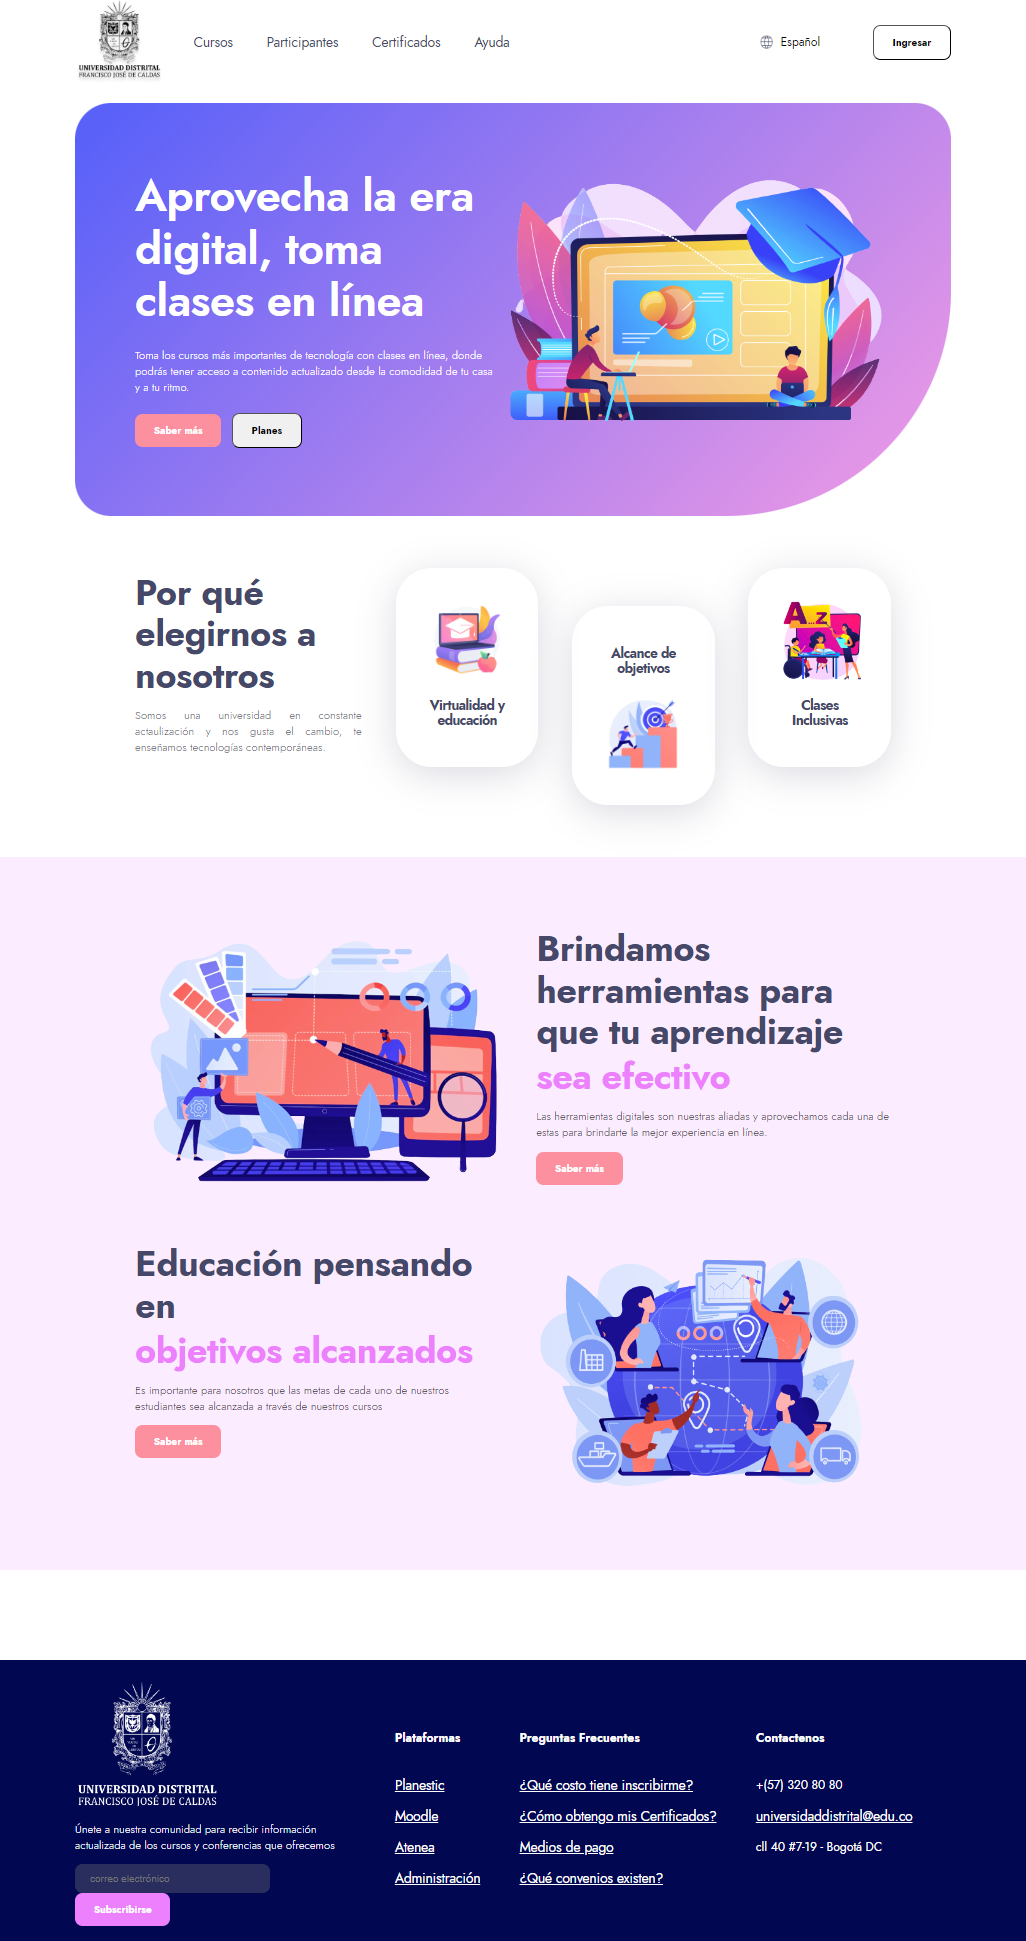 UNIVERSIDAD DISTRITAL
FRANCISCO JOSÉ DE CALDAS
Cursos
Participantes
Certificados
Ayuda
Español
Ingresar
Aprovecha la era
digital, toma
clases en línea
Toma los cursos más importantes de tecnología con clases en línea, donde
podrás tener acceso a contenido actualizado desde la comodidad de tu casa
y a tu ritmo.
Saber más
Planes
Por qué
elegirnos a
nosotros
Somos una universidad en constante
actaulización y nos gusta el cambio, te
enseñamos tecnologías contemporáneas.
Virtualidad y
educación
Alcance de
objetivos
A...z
Clases
Inclusivas
Brindamos
herramientas para
que tu aprendizaje
sea efectivo
Las herramientas digitales son nuestras aliadas y aprovechamos cada una de
estas para brindarte la mejor experiencia en línea.
Saber más
Educación pensando
en
objetivos alcanzados
Es importante para nosotros que las metas de cada uno de nuestros
estudiantes sea alcanzada a través de nuestros cursos
Saber más
UNIVERSIDAD DISTRITAL
FRANCISCO JOSÉ DE CALDAS
Únete a nuestra comunidad para recibir información
actualizada de los cursos y conferencias que ofrecemos
correo electrónico
Subscribirse
Plataformas
Planestic
Moodle
Atenea
Administración
Preguntas Frecuentes
¿Qué costo tiene inscribirme?
¿Cómo obtengo mis Certificados?
Medios de pago
¿Qué convenios existen?
Contactenos
+(57) 320 80 80
universidaddistrital@edu.co
cll 40 #7-19 - Bogotá DC